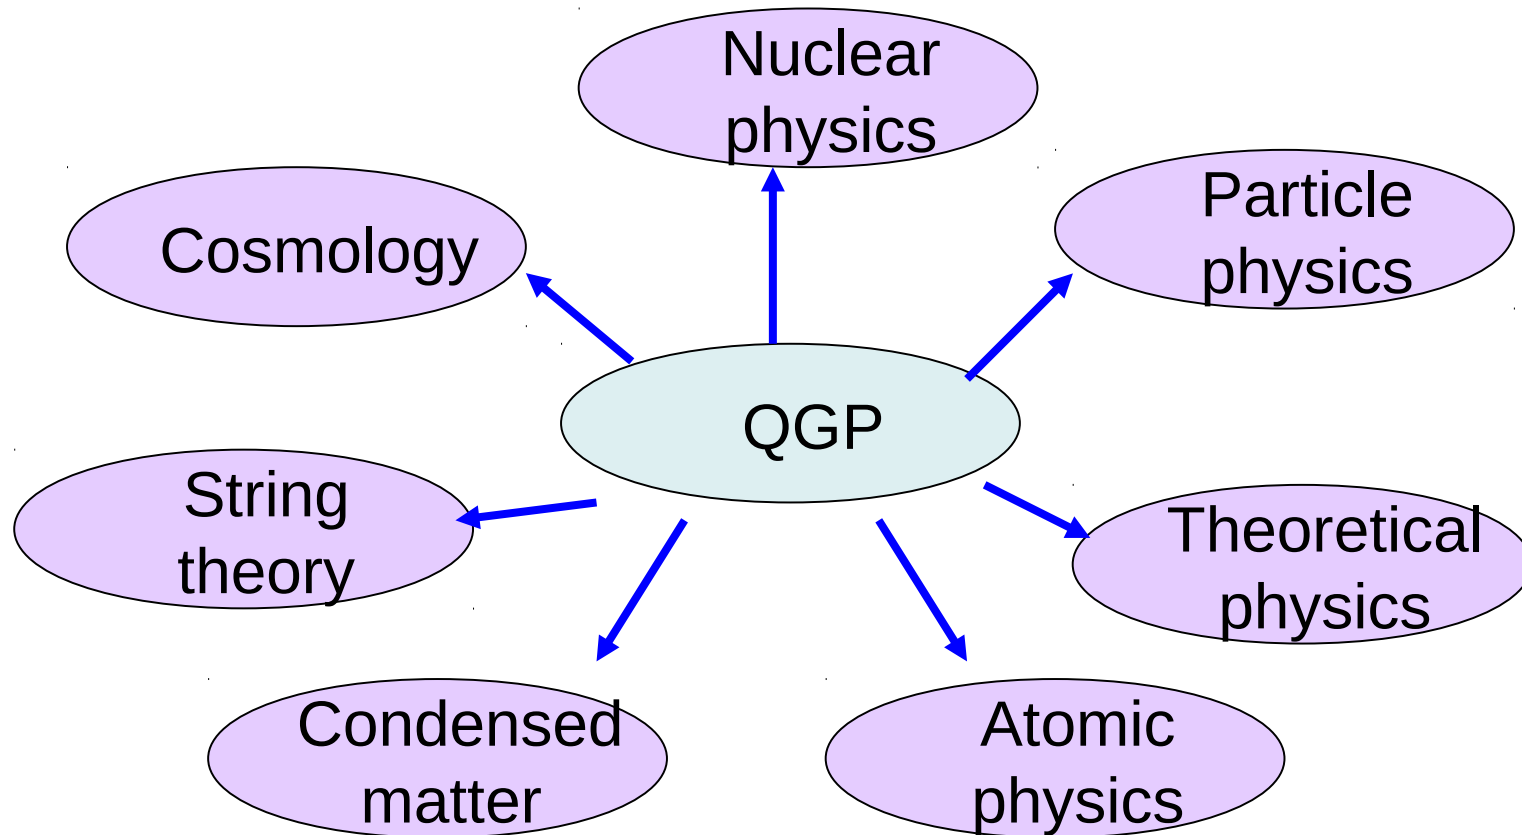 Nuclear
physics
Particle
physics
Cosmology
QGP
String
theory
Theoretical
physics
Condensed
matter
Atomic
physics